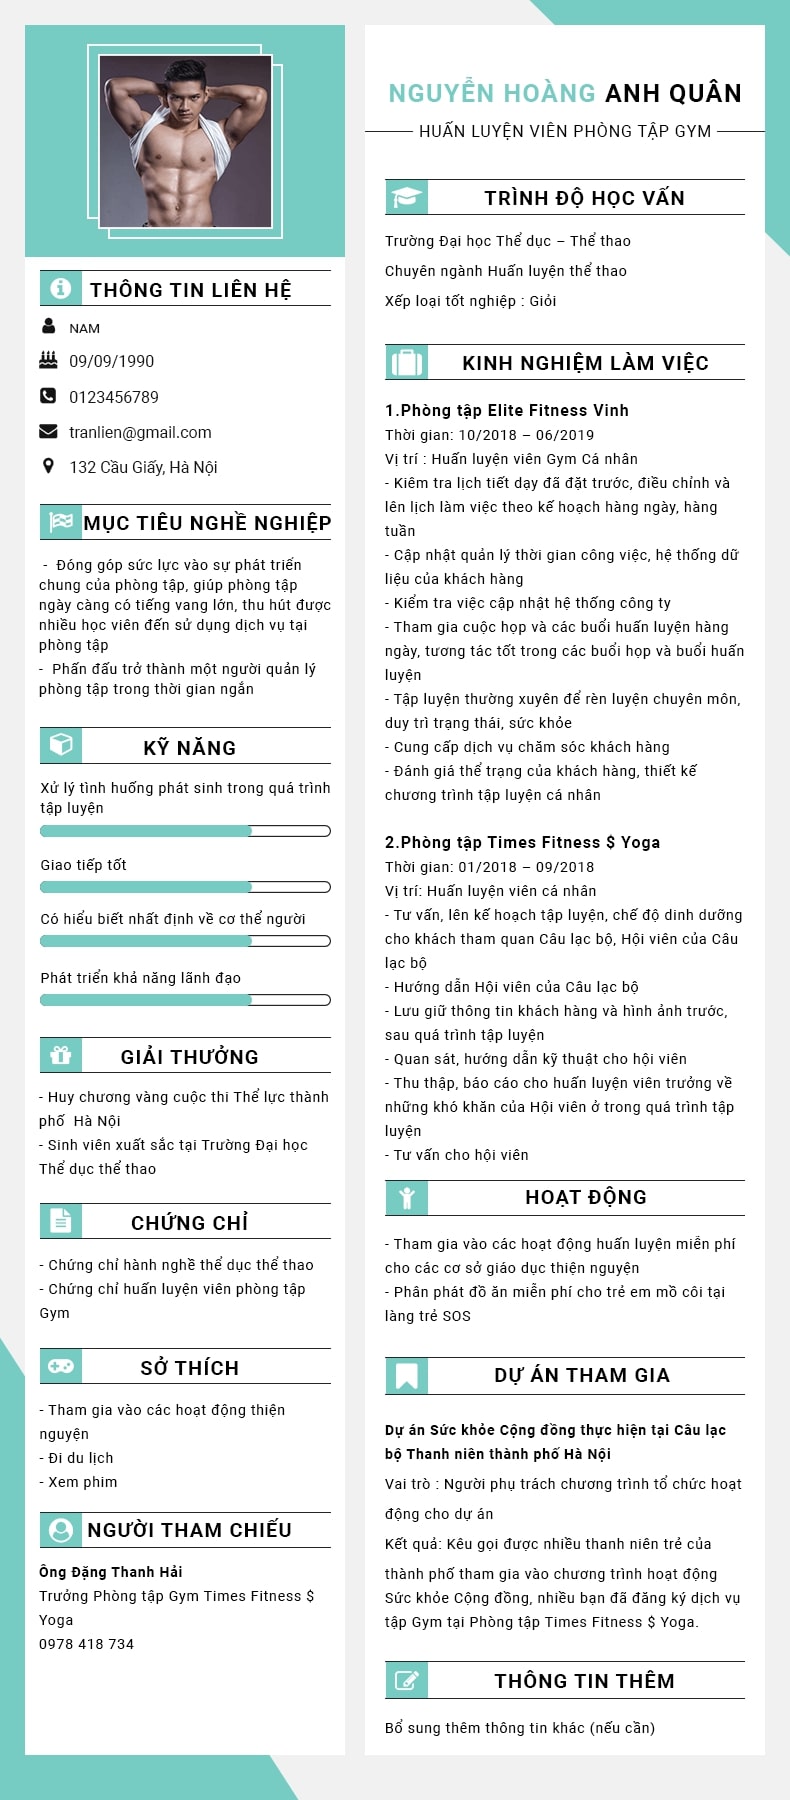 THÔNG TIN LIÊN HỆ
NAM
09/09/1990
0123456789
tranlien@gmail.com
132 Cầu Giấy, Hà Nội
MỤC TIÊU NGHỀ NGHIỆP
- Đóng góp sức lực vào sự phát triển
chung của phòng tập, giúp phòng tập
ngày càng có tiếng vang lớn, thu hút được
nhiều học viên đến sử dụng dịch vụ tại
phòng tập
- Phấn đấu trở thành một người quản lý
phòng tập trong thời gian ngắn
KỸ NĂNG
Xử lý tình huống phát sinh trong quá trình
tập luyện
Giao tiếp tốt
Có hiểu biết nhất định về cơ thể người
Phát triển khả năng lãnh đạo
GIẢI THƯỞNG
- Huy chương vàng cuộc thi Thể lực thành
phố Hà Nội
- Sinh viên xuất sắc tại Trường Đại học
Thể dục thể thao
CHỨNG CHỈ
- Chứng chỉ hành nghề thể dục thể thao
- Chứng chỉ huấn luyện viên phòng tập
Gym
SỞ THÍCH
- Tham gia vào các hoạt động thiện
nguyện
- Đi du lịch
- Xem phim
NGƯỜI THAM CHIẾU
Ông Đặng Thanh Hải
Trưởng Phòng tập Gym Times Fitness $
Yoga
0978 418 734
NGUYỄN HOÀNG ANH QUÂN
HUẤN LUYỆN VIÊN PHÒNG TẬP GYM
TRÌNH ĐỘ HỌC VẤN
Trường Đại học Thể dục – Thể thao
Chuyên ngành Huấn luyện thể thao
Xếp loại tốt nghiệp : Giỏi
KINH NGHIỆM LÀM VIỆC
1.Phòng tập Elite Fitness Vinh
Thời gian: 10/2018 – 06/2019
Vị trí : Huấn luyện viên Gym Cá nhân
- Kiêm tra lịch tiết dạy đã đặt trước, điều chỉnh và
lên lịch làm việc theo kế hoạch hàng ngày, hàng
tuần
- Cập nhật quản lý thời gian công việc, hệ thống dữ
liệu của khách hàng
- Kiểm tra việc cập nhật hệ thống công ty
- Tham gia cuộc họp và các buổi huấn luyện hàng
ngày, tương tác tốt trong các buổi họp và buổi huấn
luyện
- Tập luyện thường xuyên để rèn luyện chuyên môn,
duy trì trạng thái, sức khỏe
- Cung cấp dịch vụ chăm sóc khách hàng
- Đánh giá thể trạng của khách hàng, thiết kế
chương trình tập luyện cá nhân
2.Phòng tập Times Fitness $ Yoga
Thời gian: 01/2018 – 09/2018
Vị trí: Huấn luyện viên cá nhân
- Tư vấn, lên kế hoạch tập luyện, chế độ dinh dưỡng
cho khách tham quan Câu lạc bộ, Hội viên của Câu
lạc bộ
- Hướng dẫn Hội viên của Câu lạc bộ
- Lưu giữ thông tin khách hàng và hình ảnh trước,
sau quá trình tập luyện
- Quan sát, hướng dẫn kỹ thuật cho hội viên
- Thu thập, báo cáo cho huấn luyện viên trưởng về
những khó khăn của Hội viên ở trong quá trình tập
luyện
- Tư vấn cho hội viên
HOẠT ĐỘNG
- Tham gia vào các hoạt động huấn luyện miễn phí
cho các cơ sở giáo dục thiện nguyện
- Phân phát đồ ăn miễn phí cho trẻ em mồ côi tại
làng trẻ SOS
DỰ ÁN THAM GIA
Dự án Sức khỏe Cộng đồng thực hiện tại Câu lạc
bộ Thanh niên thành phố Hà Nội
Vai trò : Người phụ trách chương trình tổ chức hoạt
động cho dự án
Kết quả: Kêu gọi được nhiều thanh niên trẻ của
thành phố tham gia vào chương trình hoạt động
Sức khỏe Cộng đồng, nhiều bạn đã đăng ký dịch vụ
tập Gym tại Phòng tập Times Fitness $ Yoga.
THÔNG TIN THÊM
Bổ sung thêm thông tin khác (nếu cần)